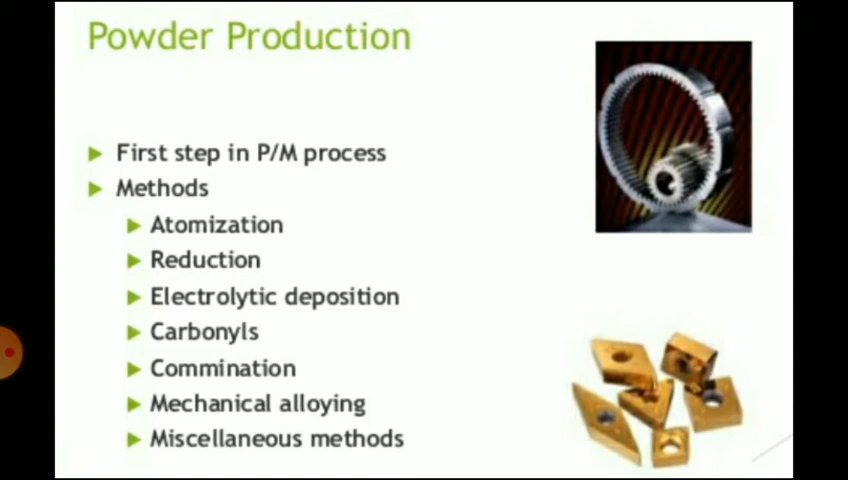 Powder Production
First step in P/M process
Methods
Atomization
Reduction
Electrolytic deposition
Carbonyls
Commination
Mechanical alloying
Miscellaneous methods